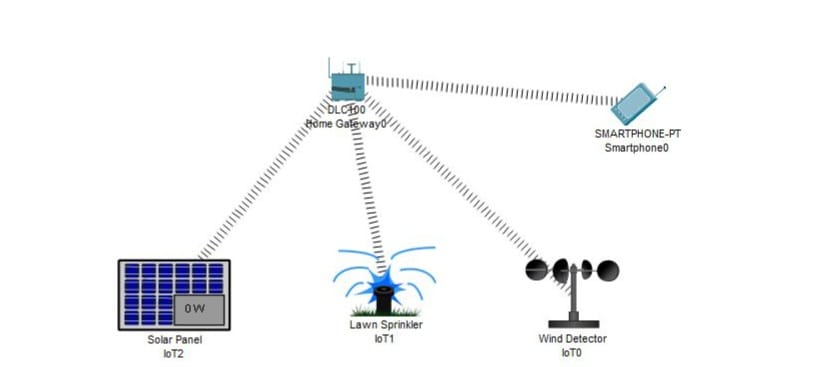 DLC100
Home Gateway0
SMARTPHONE-PT
Smartphone0
0 W
Solar Panel
IoT2
Lawn Sprinkler
IoT1
Wind Detector
IoT0